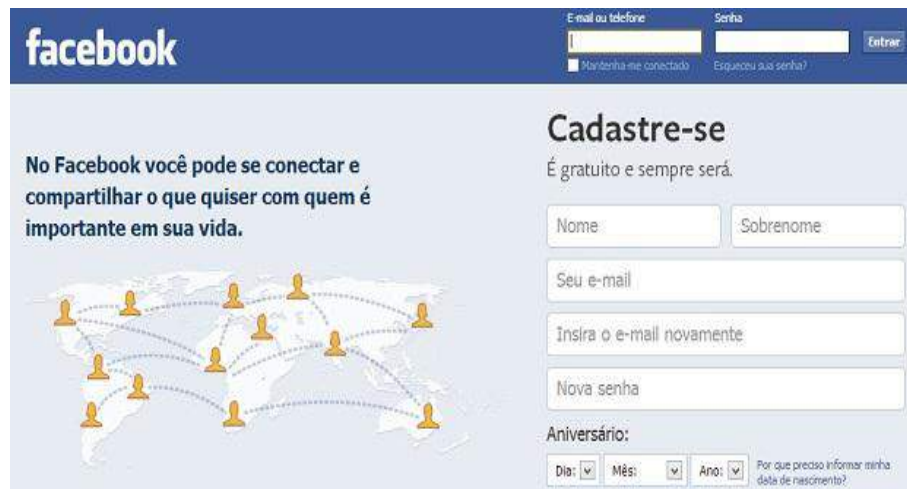 facebook
E-mail ou telefone
Senha
Entrar
Mantenha-me conectado
Esqueceu sua senha?
No Facebook você pode se conectar e
compartilhar o que quiser com quem é
importante em sua vida.
Cadastre-se
É gratuito e sempre será.
Nome
Sobrenome
Seu e-mail
Insira o e-mail novamente
Nova senha
Aniversário:
Dia:
Mês:
Ano:
Por que preciso informar minha
data de nascimento?